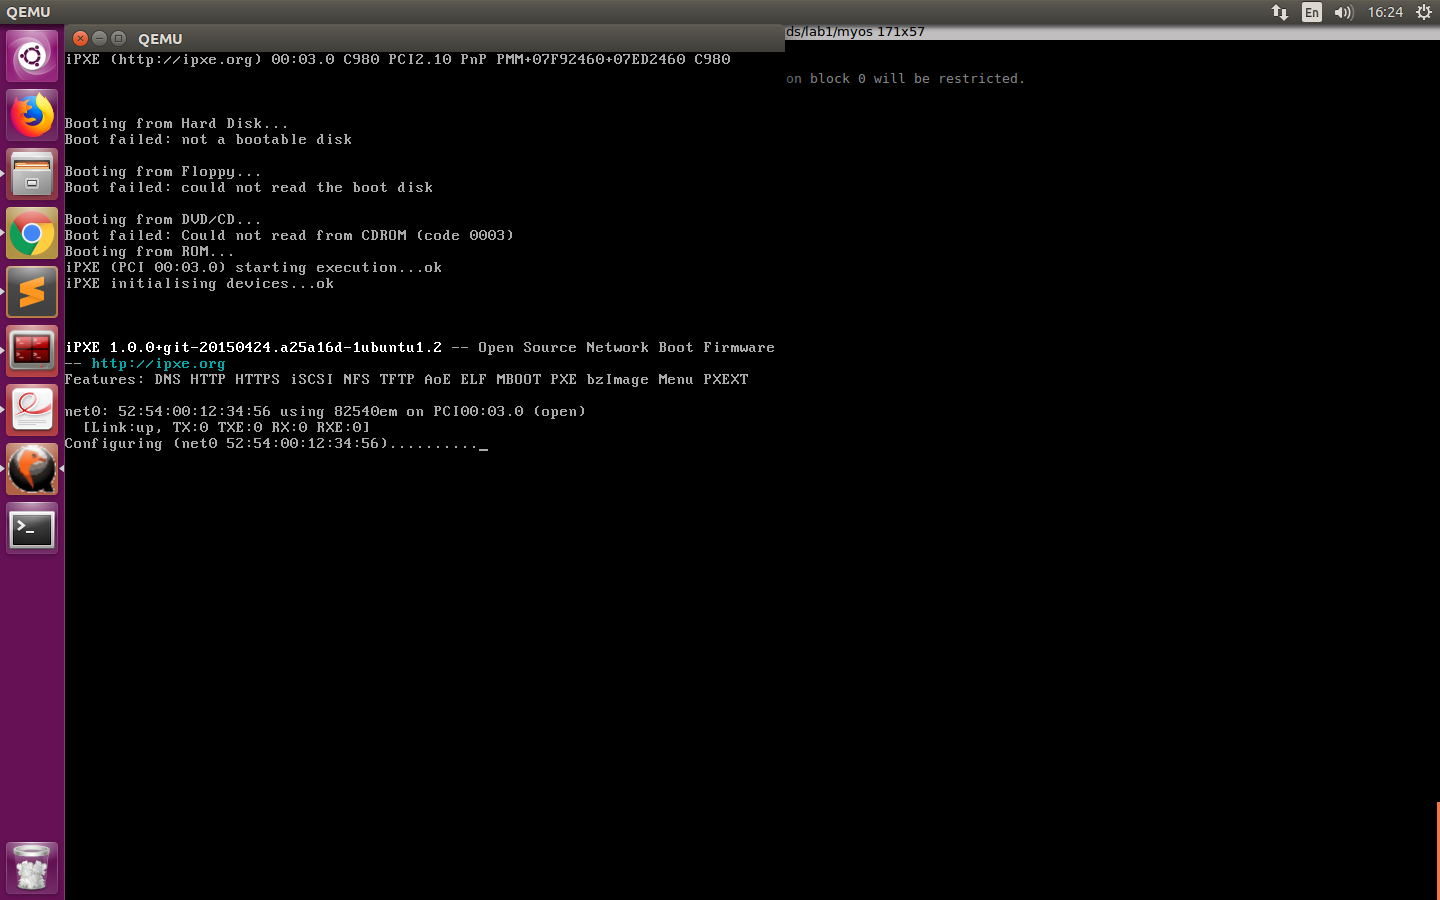 QEMU
En
16:24
QEMU
ds/lab1/myos 171x57
iPXE (http://ipxe.org) 00:03.0 C980 PCI2.10 PnP PMM+07F92460+07ED2460 C980
on block 0 will be restricted.
Booting from Hard Disk...
Boot failed: not a bootable disk
Booting from Floppy...
Boot failed: could not read the boot disk
Booting from DVD/CD...
Boot failed: Could not read from CDROM (code 0003)
Booting from ROM...
iPXE (PCI 00:03.0) starting execution...ok
iPXE initialising devices...ok
iPXE 1.0.0+git-20150424.a25a16d-1ubuntu1.2 -- Open Source Network Boot Firmware
-- http://ipxe.org
Features: DNS HTTP HTTPS iSCSI NFS TFTP AoE ELF MBOOT PXE bzImage Menu PXEXT
net0: 52:54:00:12:34:56 using 82540em on PCI00:03.0 (open)
[Link:up, TX:0 TXE:0 RX:0 RXE:0]
Configuring (net0 52:54:00:12:34:56).........._